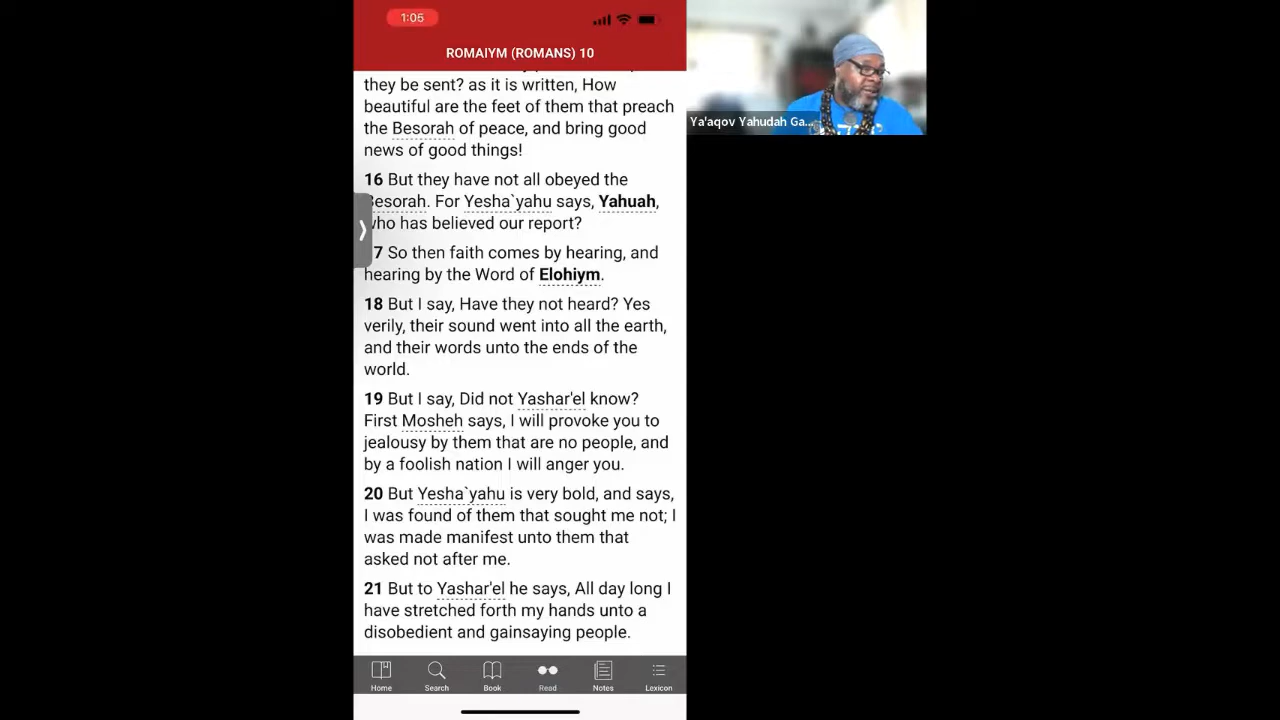 1:05
ROMAIYM (ROMANS) 10
they be sent? as it is written, How
beautiful are the feet of them that preach
the Besorah of peace, and bring good
news of good things!
16 But they have not all obeyed the
Besorah. For Yesha`yahu says, Yahuah,
who has believed our report?
7 So then faith comes by hearing, and
hearing by the Word of Elohiym.
18 But I say, Have they not heard? Yes
verily, their sound went into all the earth,
and their words unto the ends of the
world.
19 But I say, Did not Yashar'el know?
First Mosheh says, I will provoke you to
jealousy by them that are no people, and
by a foolish nation I will anger you.
20 But Yesha`yahu is very bold, and says,
I was found of them that sought me not; I
was made manifest unto them that
asked not after me.
21 But to Yashar'el he says, All day long I
have stretched forth my hands unto a
disobedient and gainsaying people.
Home Search Book Read Notes Lexicon
Ya'aqov Yahudah Ga...